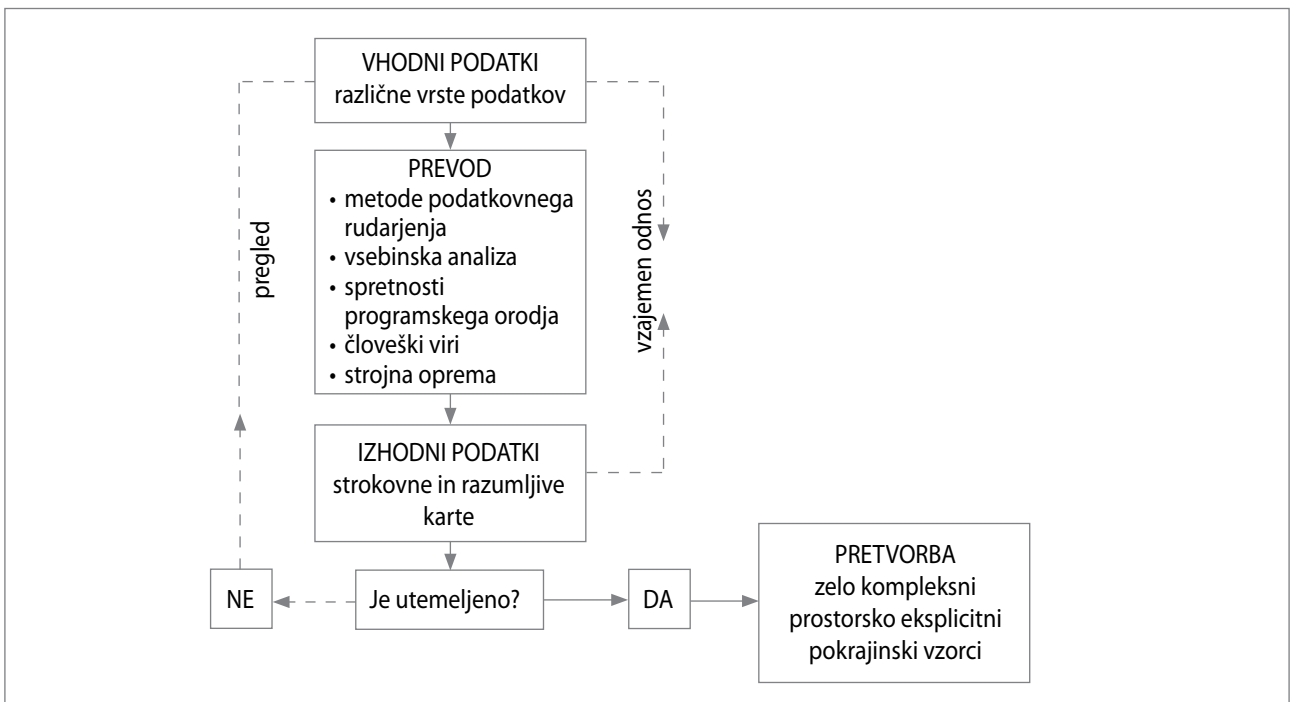 VHODNI PODATKI
različne vrste podatkov
PREVOD
• metode podatkovnega
rudarjenja
• vsebinska analiza
• spretnosti
programskega orodja
• človeški viri
• strojna oprema
pregled
vzajemen odnos
IZHODNI PODATKI
strokovne in razumljive
karte
NE
Je utemeljeno?
DA
PRETVORBA
zelo kompleksni
prostorsko eksplicitni
pokrajinski vzorci